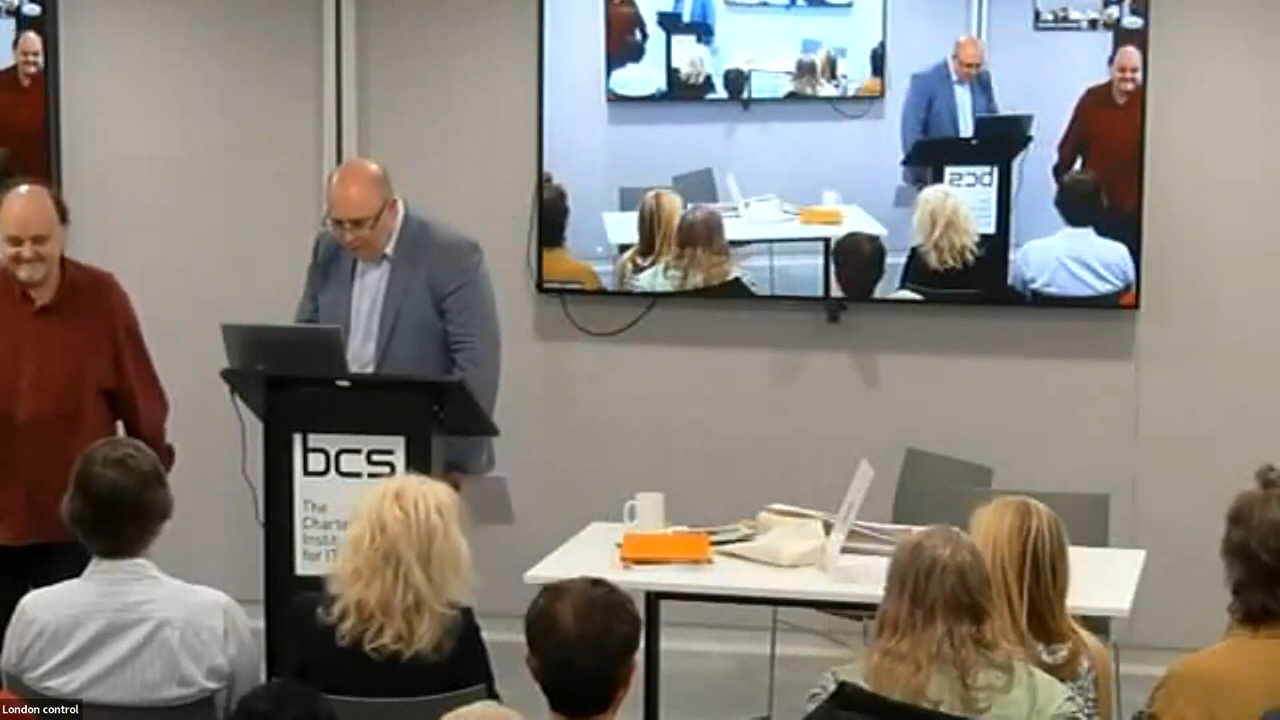 bcs
The
Charte
Instit
for IT
London control